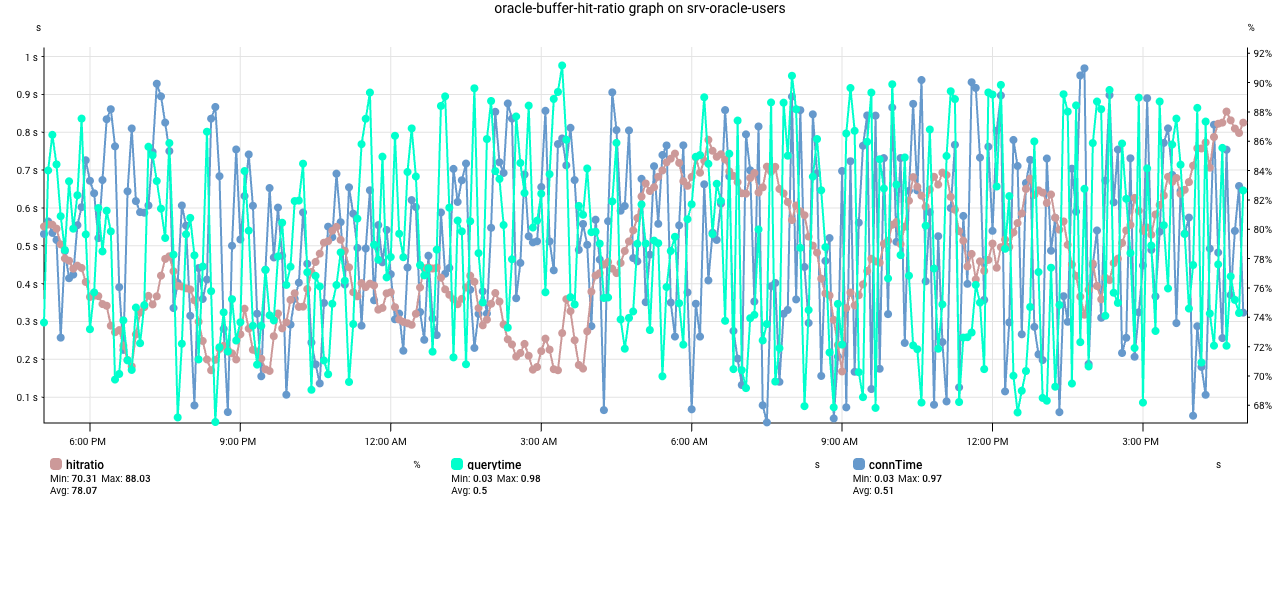 oracle-buffer-hit-ratio graph on srv-oracle-users
s %
1 s 92%
0.9 s 90%
0.8 s 88%
0.7 s 86%
0.6 s 84%
0.5 s 82%
0.4 s 80%
0.3 s 78%
0.2 s 76%
0.1 s 74%
72%
70%
68%
6:00 PM 9:00 PM 12:00 AM 3:00 AM 6:00 AM 9:00 AM 12:00 PM 3:00 PM
hitratio % querytime s connTime s
Min: 70.31 Max: 88.03 Min: 0.03 Max: 0.98 Min: 0.03 Max: 0.97
Avg: 78.07 Avg: 0.5 Avg: 0.51